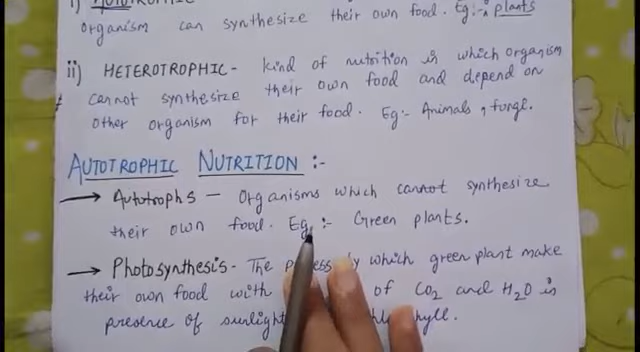 i) AUTOTROPHIC
organism can synthesize their own food. Eg:- plants
ii) HETEROTROPHIC - kind of nutrition in which organism
cannot synthesize their own food and depend on
other organism for their food. Eg:- Animals, fungi.
AUTOTROPHIC NUTRITION :-
→ Autotrophs - Organisms which cannot synthesize
their own food. Eg :- Green plants.
→ Photosynthesis - The by which green plant make
their own food with of CO2 and H2O in
presence of sunlight